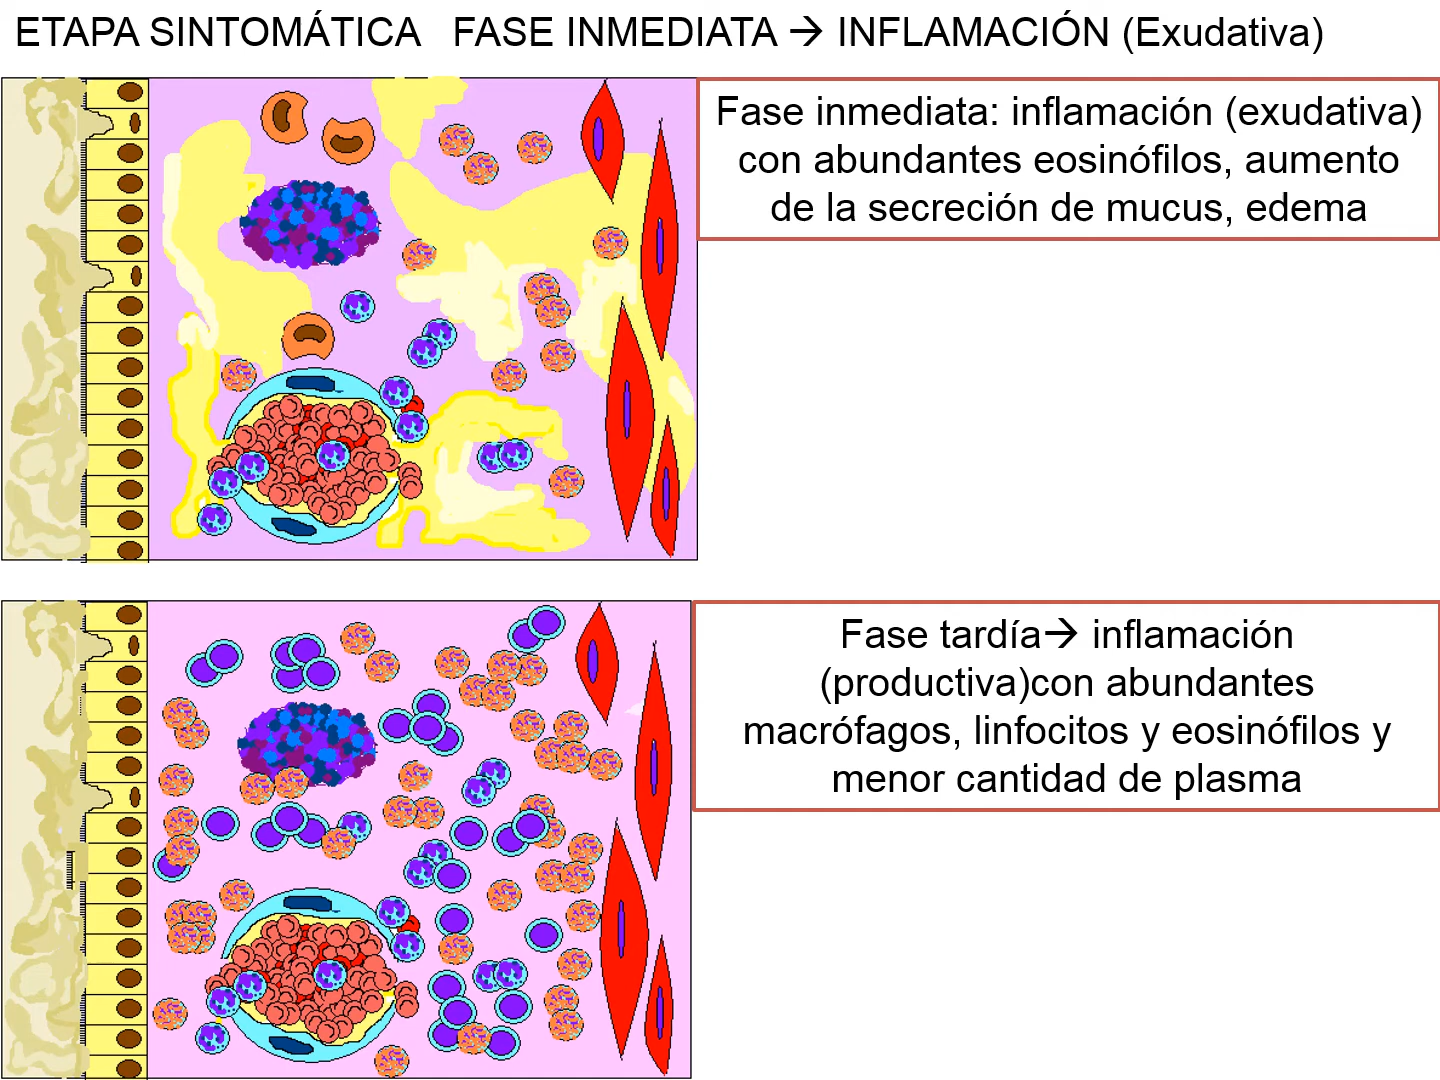 ETAPA SINTOMÁTICA   FASE INMEDIATA → INFLAMACIÓN (Exudativa)
Fase inmediata: inflamación (exudativa)
con abundantes eosinófilos, aumento
de la secreción de mucus, edema
Fase tardía→ inflamación
(productiva)con abundantes
macrófagos, linfocitos y eosinófilos y
menor cantidad de plasma